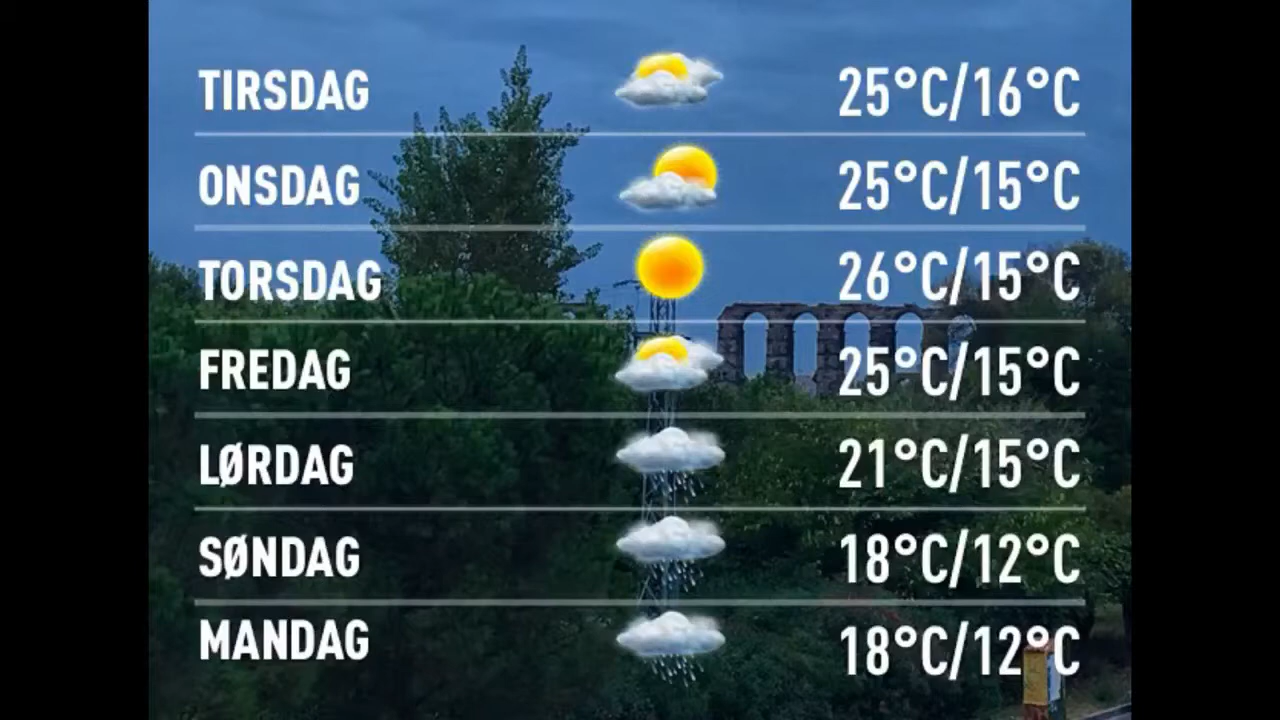 TIRSDAG 25°C/16°C
ONSDAG 25°C/15°C
TORSDAG 26°C/15°C
FREDAG 25°C/15°C
LØRDAG 21°C/15°C
SØNDAG 18°C/12°C
MANDAG 18°C/12°C